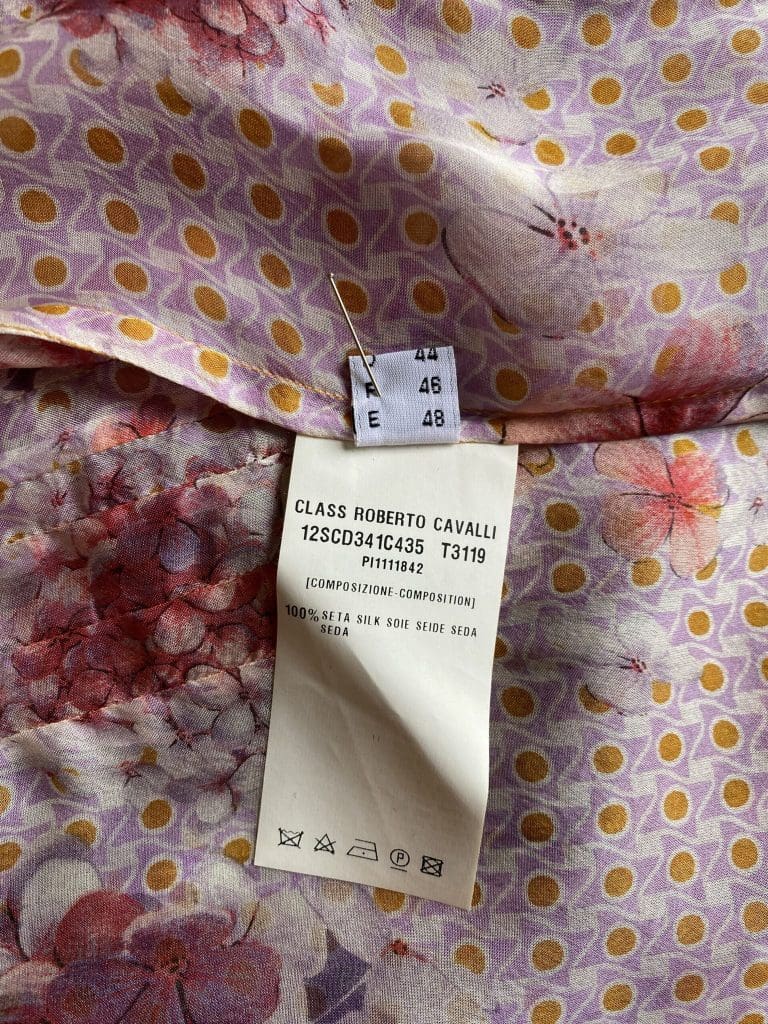 44
F 46
E 48
CLASS ROBERTO CAVALLI
12SCD341C435 T3119
PI1111842
[COMPOSIZIONE-COMPOSITION]
100% SETA SILK SOIE SEIDE SEDA
SEDA
P